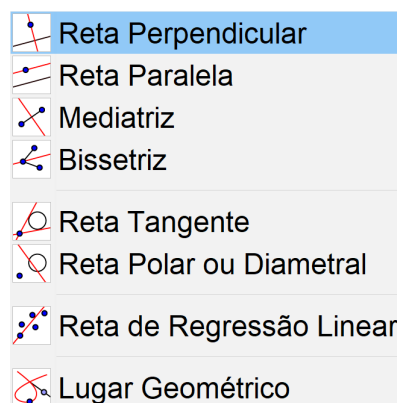 Reta Perpendicular
Reta Paralela
Mediatriz
Bissetriz
Reta Tangente
Reta Polar ou Diametral
Reta de Regressão Linear
Lugar Geométrico